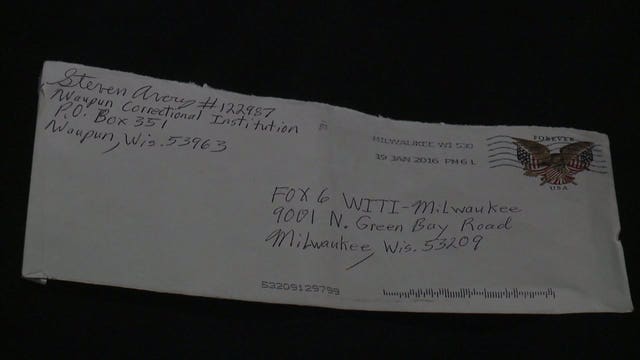 Steven Avery #122987
Waupun Correctional Institution
P.O. Box 351
Waupun, Wis. 53963
MILWAUKEE WI 530
19 JAN 2016 PM 6 L
FOREVER
USA
FOX 6 WITI-Milwaukee
9001 N. Green Bay Road
Milwaukee, Wis. 53209
53209129799